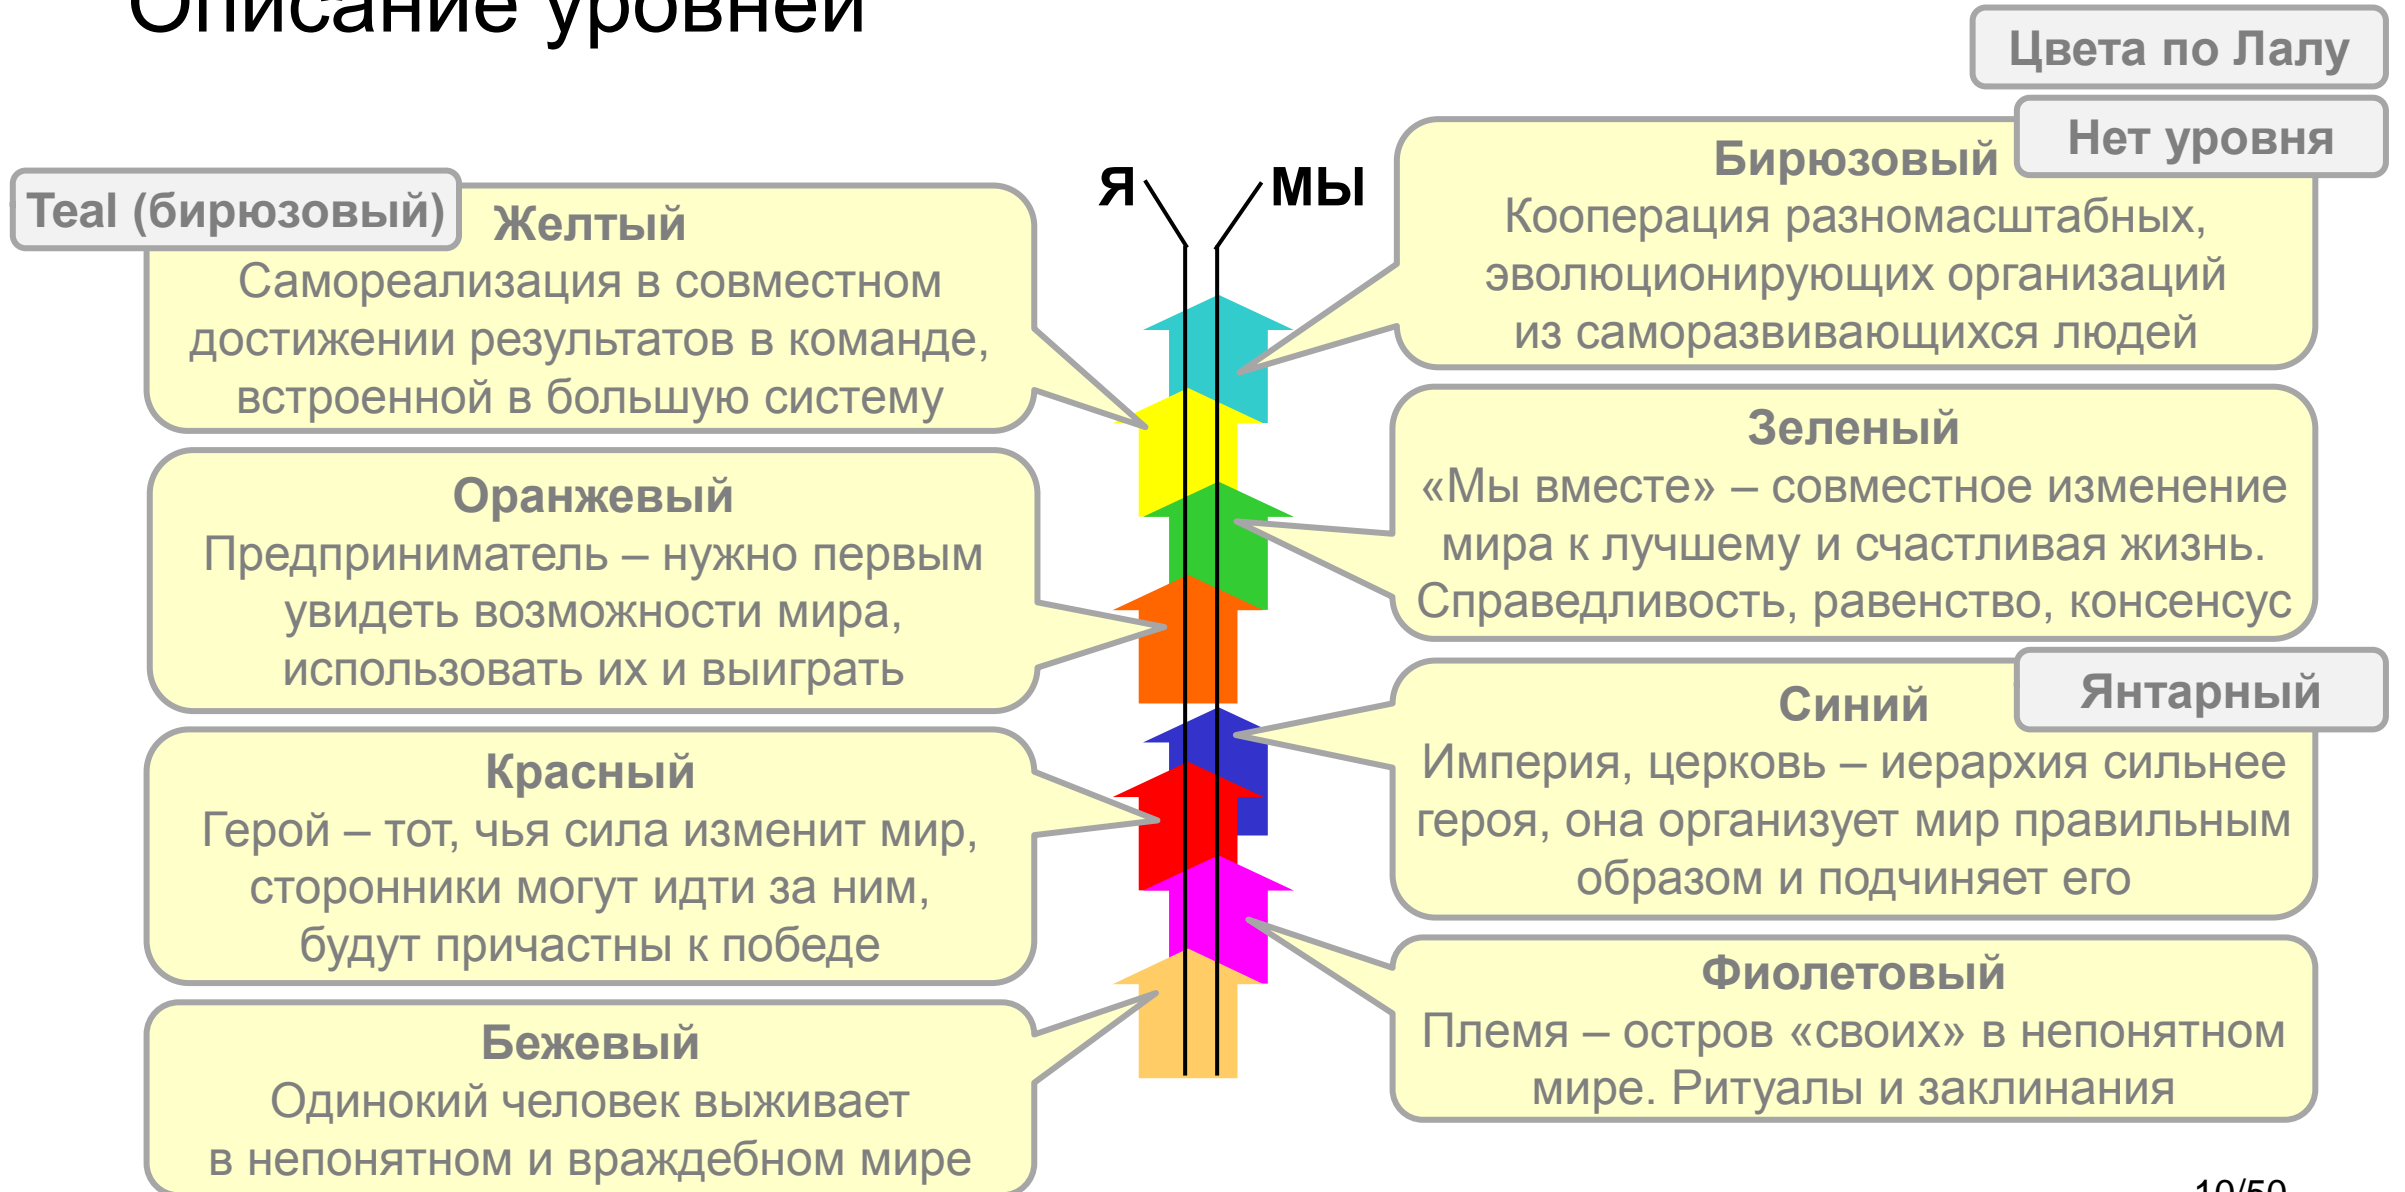 Описание уровней
Цвета по Лалу
Нет уровня
Я
МЫ
Teal (бирюзовый)
Желтый
Самореализация в совместном
достижении результатов в команде,
встроенной в большую систему
Бирюзовый
Кооперация разномасштабных,
эволюционирующих организаций
из саморазвивающихся людей
Оранжевый
Предприниматель – нужно первым
увидеть возможности мира,
использовать их и выиграть
Зеленый
«Мы вместе» – совместное изменение
мира к лучшему и счастливая жизнь.
Справедливость, равенство, консенсус
Красный
Герой – тот, чья сила изменит мир,
сторонники могут идти за ним,
будут причастны к победе
Янтарный
Синий
Империя, церковь – иерархия сильнее
героя, она организует мир правильным
образом и подчиняет его
Бежевый
Одинокий человек выживает
в непонятном и враждебном мире
Фиолетовый
Племя – остров «своих» в непонятном
мире. Ритуалы и заклинания
10/50